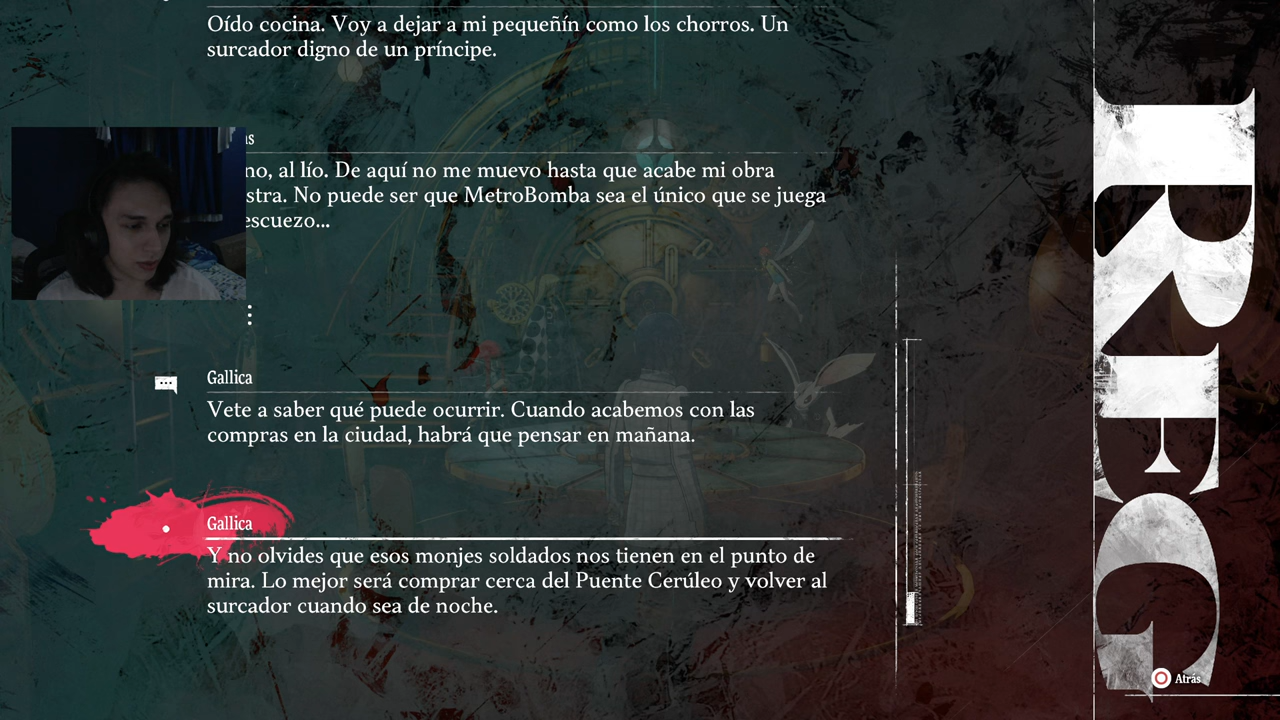 Oído cocina. Voy a dejar a mi pequeñín como los chorros. Un
surcador digno de un príncipe.
no, al lío. De aquí no me muevo hasta que acabe mi obra
stra. No puede ser que MetroBomba sea el único que se juega
escuezo...
Gallica
Vete a saber qué puede ocurrir. Cuando acabemos con las
compras en la ciudad, habrá que pensar en mañana.
Gallica
Y no olvides que esos monjes soldados nos tienen en el punto de
mira. Lo mejor será comprar cerca del Puente Cerúleo y volver al
surcador cuando sea de noche.
Atrás